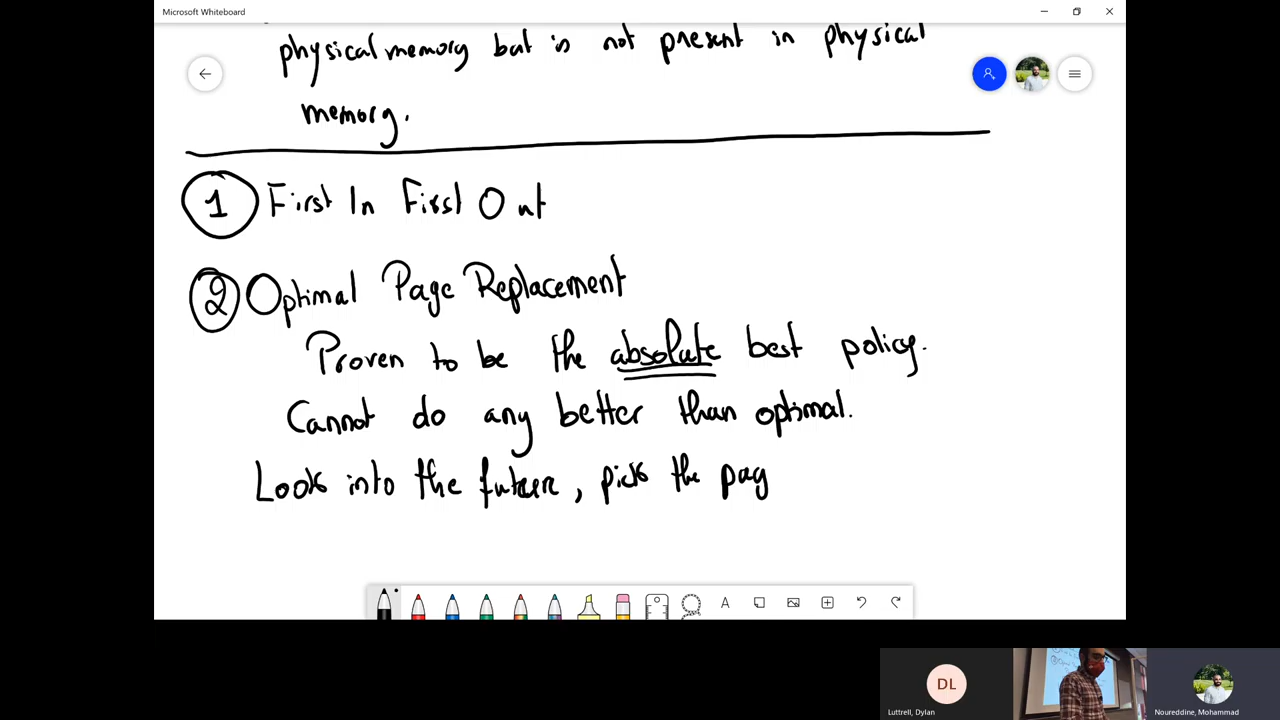 Microsoft Whiteboard
physical memory but is not present in physical
memory.
1 First In First Out
2 Optimal Page Replacement
Proven to be the absolute best policy.
Cannot do any better than optimal.
Look into the future, pick the pag
A
DL
Luttrell, Dylan
Noureddine, Mohammad